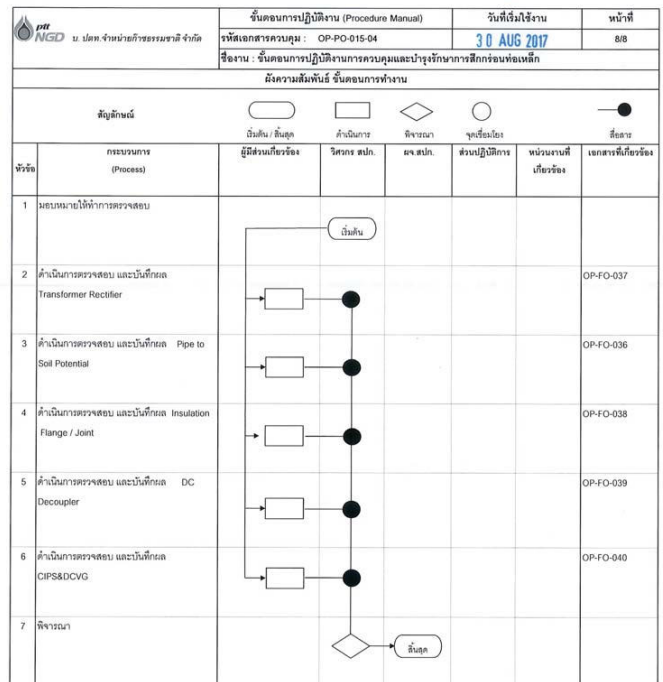 ptt
NGD บ. ปตท.จำหน่ายก๊าซธรรมชาติ จำกัด
ขั้นตอนการปฏิบัติงาน (Procedure Manual)
วันที่เริ่มใช้งาน
หน้าที่
รหัสเอกสารควบคุม : OP-PO-015-04
30 AUG 2017
8/8
ชื่องาน : ขั้นตอนการปฏิบัติงานการควบคุมและบำรุงรักษาการสึกกร่อนท่อเหล็ก
ผังความสัมพันธ์ ขั้นตอนการทำงาน
สัญลักษณ์
เริ่มต้น / สิ้นสุด
ดำเนินการ
พิจารณา
จุดเชื่อมโยง
สื่อสาร
หัวข้อ
กระบวนการ
(Process)
ผู้มีส่วนเกี่ยวข้อง
วิศวกร สปก.
ผจ.สปก.
ส่วนปฏิบัติการ
หน่วยงานที่
เกี่ยวข้อง
เอกสารที่เกี่ยวข้อง
1 มอบหมายให้ทำการตรวจสอบ
เริ่มต้น
2 ดำเนินการตรวจสอบ และบันทึกผล
Transformer Rectifier
OP-FO-037
3 ดำเนินการตรวจสอบ และบันทึกผล Pipe to
Soil Potential
OP-FO-036
4 ดำเนินการตรวจสอบ และบันทึกผล Insulation
Flange / Joint
OP-FO-038
5 ดำเนินการตรวจสอบ และบันทึกผล DC
Decoupler
OP-FO-039
6 ดำเนินการตรวจสอบ และบันทึกผล
CIPS&DCVG
OP-FO-040
7 พิจารณา
สิ้นสุด